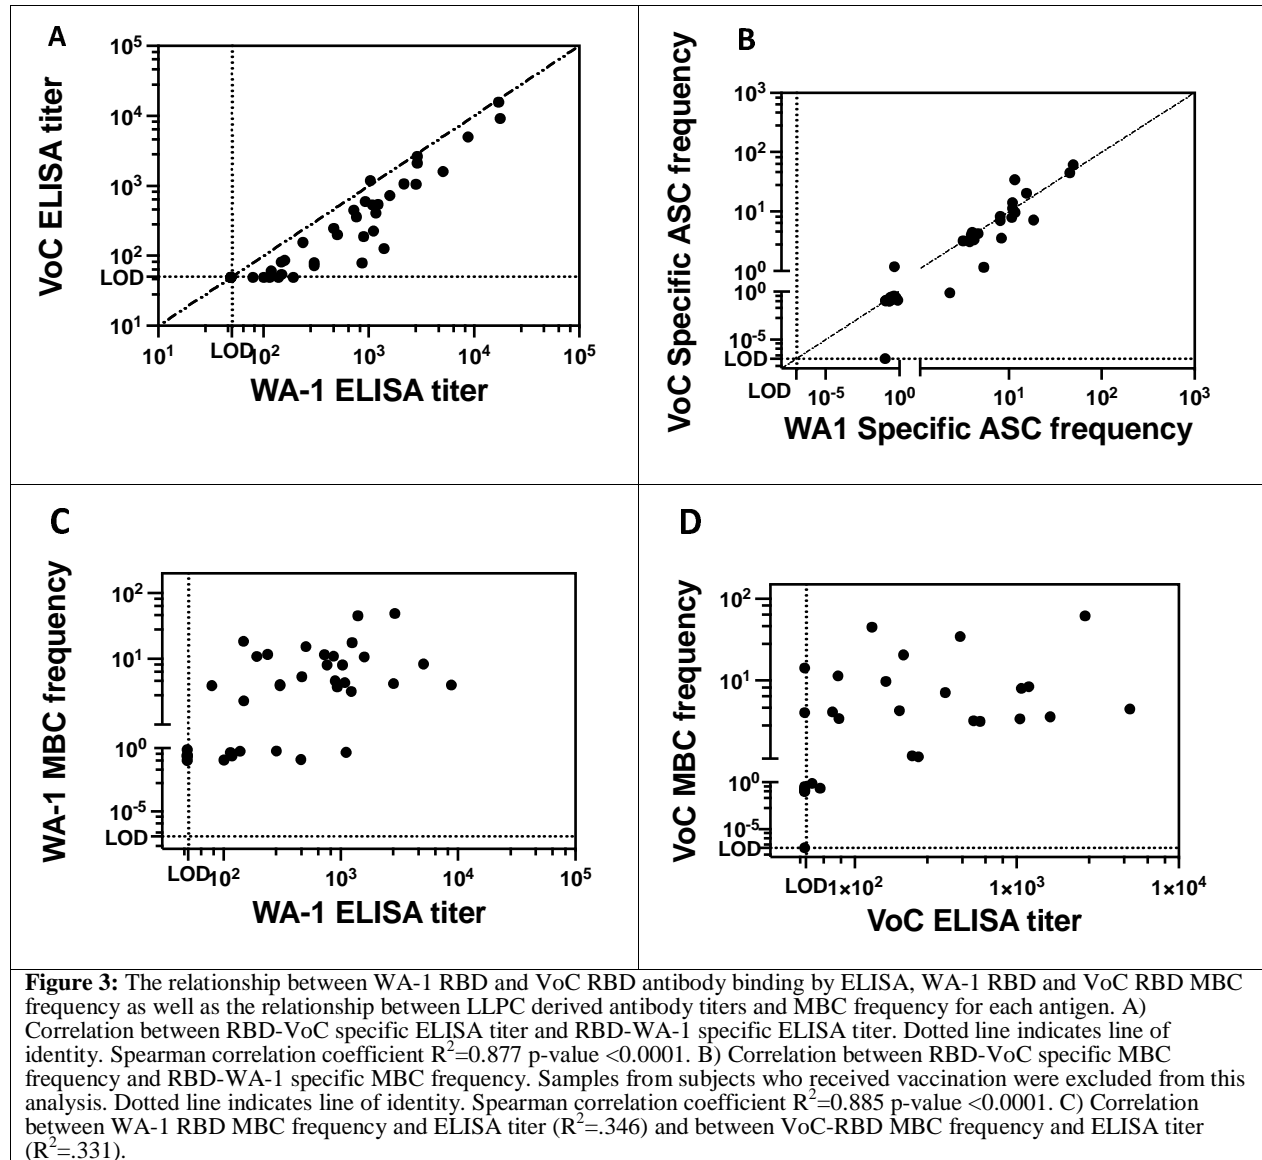 A
VoC ELISA titer
10^5
10^4
10^3
10^2
LOD
10^1
10^1
LOD
10^2
10^3
10^4
10^5
WA-1 ELISA titer
B
VoC Specific ASC frequency
10^3
10^2
10^1
10^0
10^0
10^-5
LOD
LOD
10^-5
10^0
10^1
10^2
10^3
WA1 Specific ASC frequency
C
WA-1 MBC frequency
10^2
10^1
10^0
10^-5
LOD
LOD
10^2
10^3
10^4
10^5
WA-1 ELISA titer
D
VoC MBC frequency
10^2
10^1
10^0
10^-5
LOD
LOD
1×10^2
1×10^3
1×10^4
VoC ELISA titer
Figure 3: The relationship between WA-1 RBD and VoC RBD antibody binding by ELISA, WA-1 RBD and VoC RBD MBC
frequency as well as the relationship between LLPC derived antibody titers and MBC frequency for each antigen. A)
Correlation between RBD-VoC specific ELISA titer and RBD-WA-1 specific ELISA titer. Dotted line indicates line of
identity. Spearman correlation coefficient R^2=0.877 p-value <0.0001. B) Correlation between RBD-VoC specific MBC
frequency and RBD-WA-1 specific MBC frequency. Samples from subjects who received vaccination were excluded from this
analysis. Dotted line indicates line of identity. Spearman correlation coefficient R^2=0.885 p-value <0.0001. C) Correlation
between WA-1 RBD MBC frequency and ELISA titer (R^2=.346) and between VoC-RBD MBC frequency and ELISA titer
(R^2=.331).